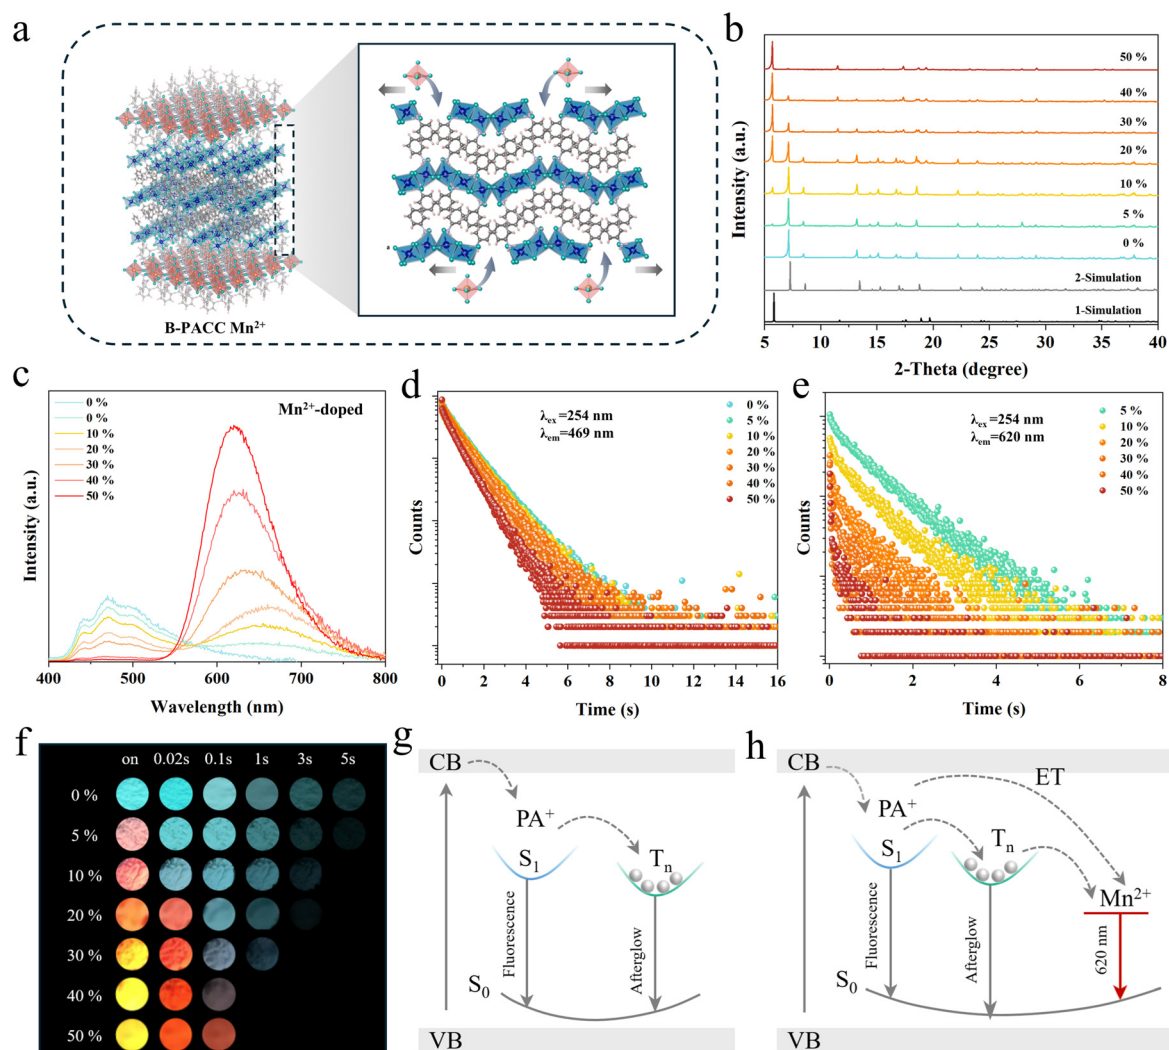 a
B-PACC Mn²⁺
b
Intensity (a.u.)
50 %
40 %
30 %
20 %
10 %
5 %
0 %
2-Simulation
1-Simulation
5 10 15 20 25 30 35 40
2-Theta (degree)
c
Intensity (a.u.)
0 %
0 %
10 %
20 %
30 %
40 %
50 %
Mn²⁺-doped
400 500 600 700 800
Wavelength (nm)
d
Counts
λex=254 nm
λem=469 nm
0 %
5 %
10 %
20 %
30 %
40 %
50 %
0 2 4 6 8 10 12 14 16
Time (s)
e
Counts
λex=254 nm
λem=620 nm
5 %
10 %
20 %
30 %
40 %
50 %
0 2 4 6 8
Time (s)
f
on 0.02s 0.1s 1s 3s 5s
0 %
5 %
10 %
20 %
30 %
40 %
50 %
g
CB
PA⁺
S₁
Tn
Fluorescence
Afterglow
S₀
VB
h
CB
ET
PA⁺
S₁
Tn
Mn²⁺
Fluorescence
Afterglow
620 nm
S₀
VB